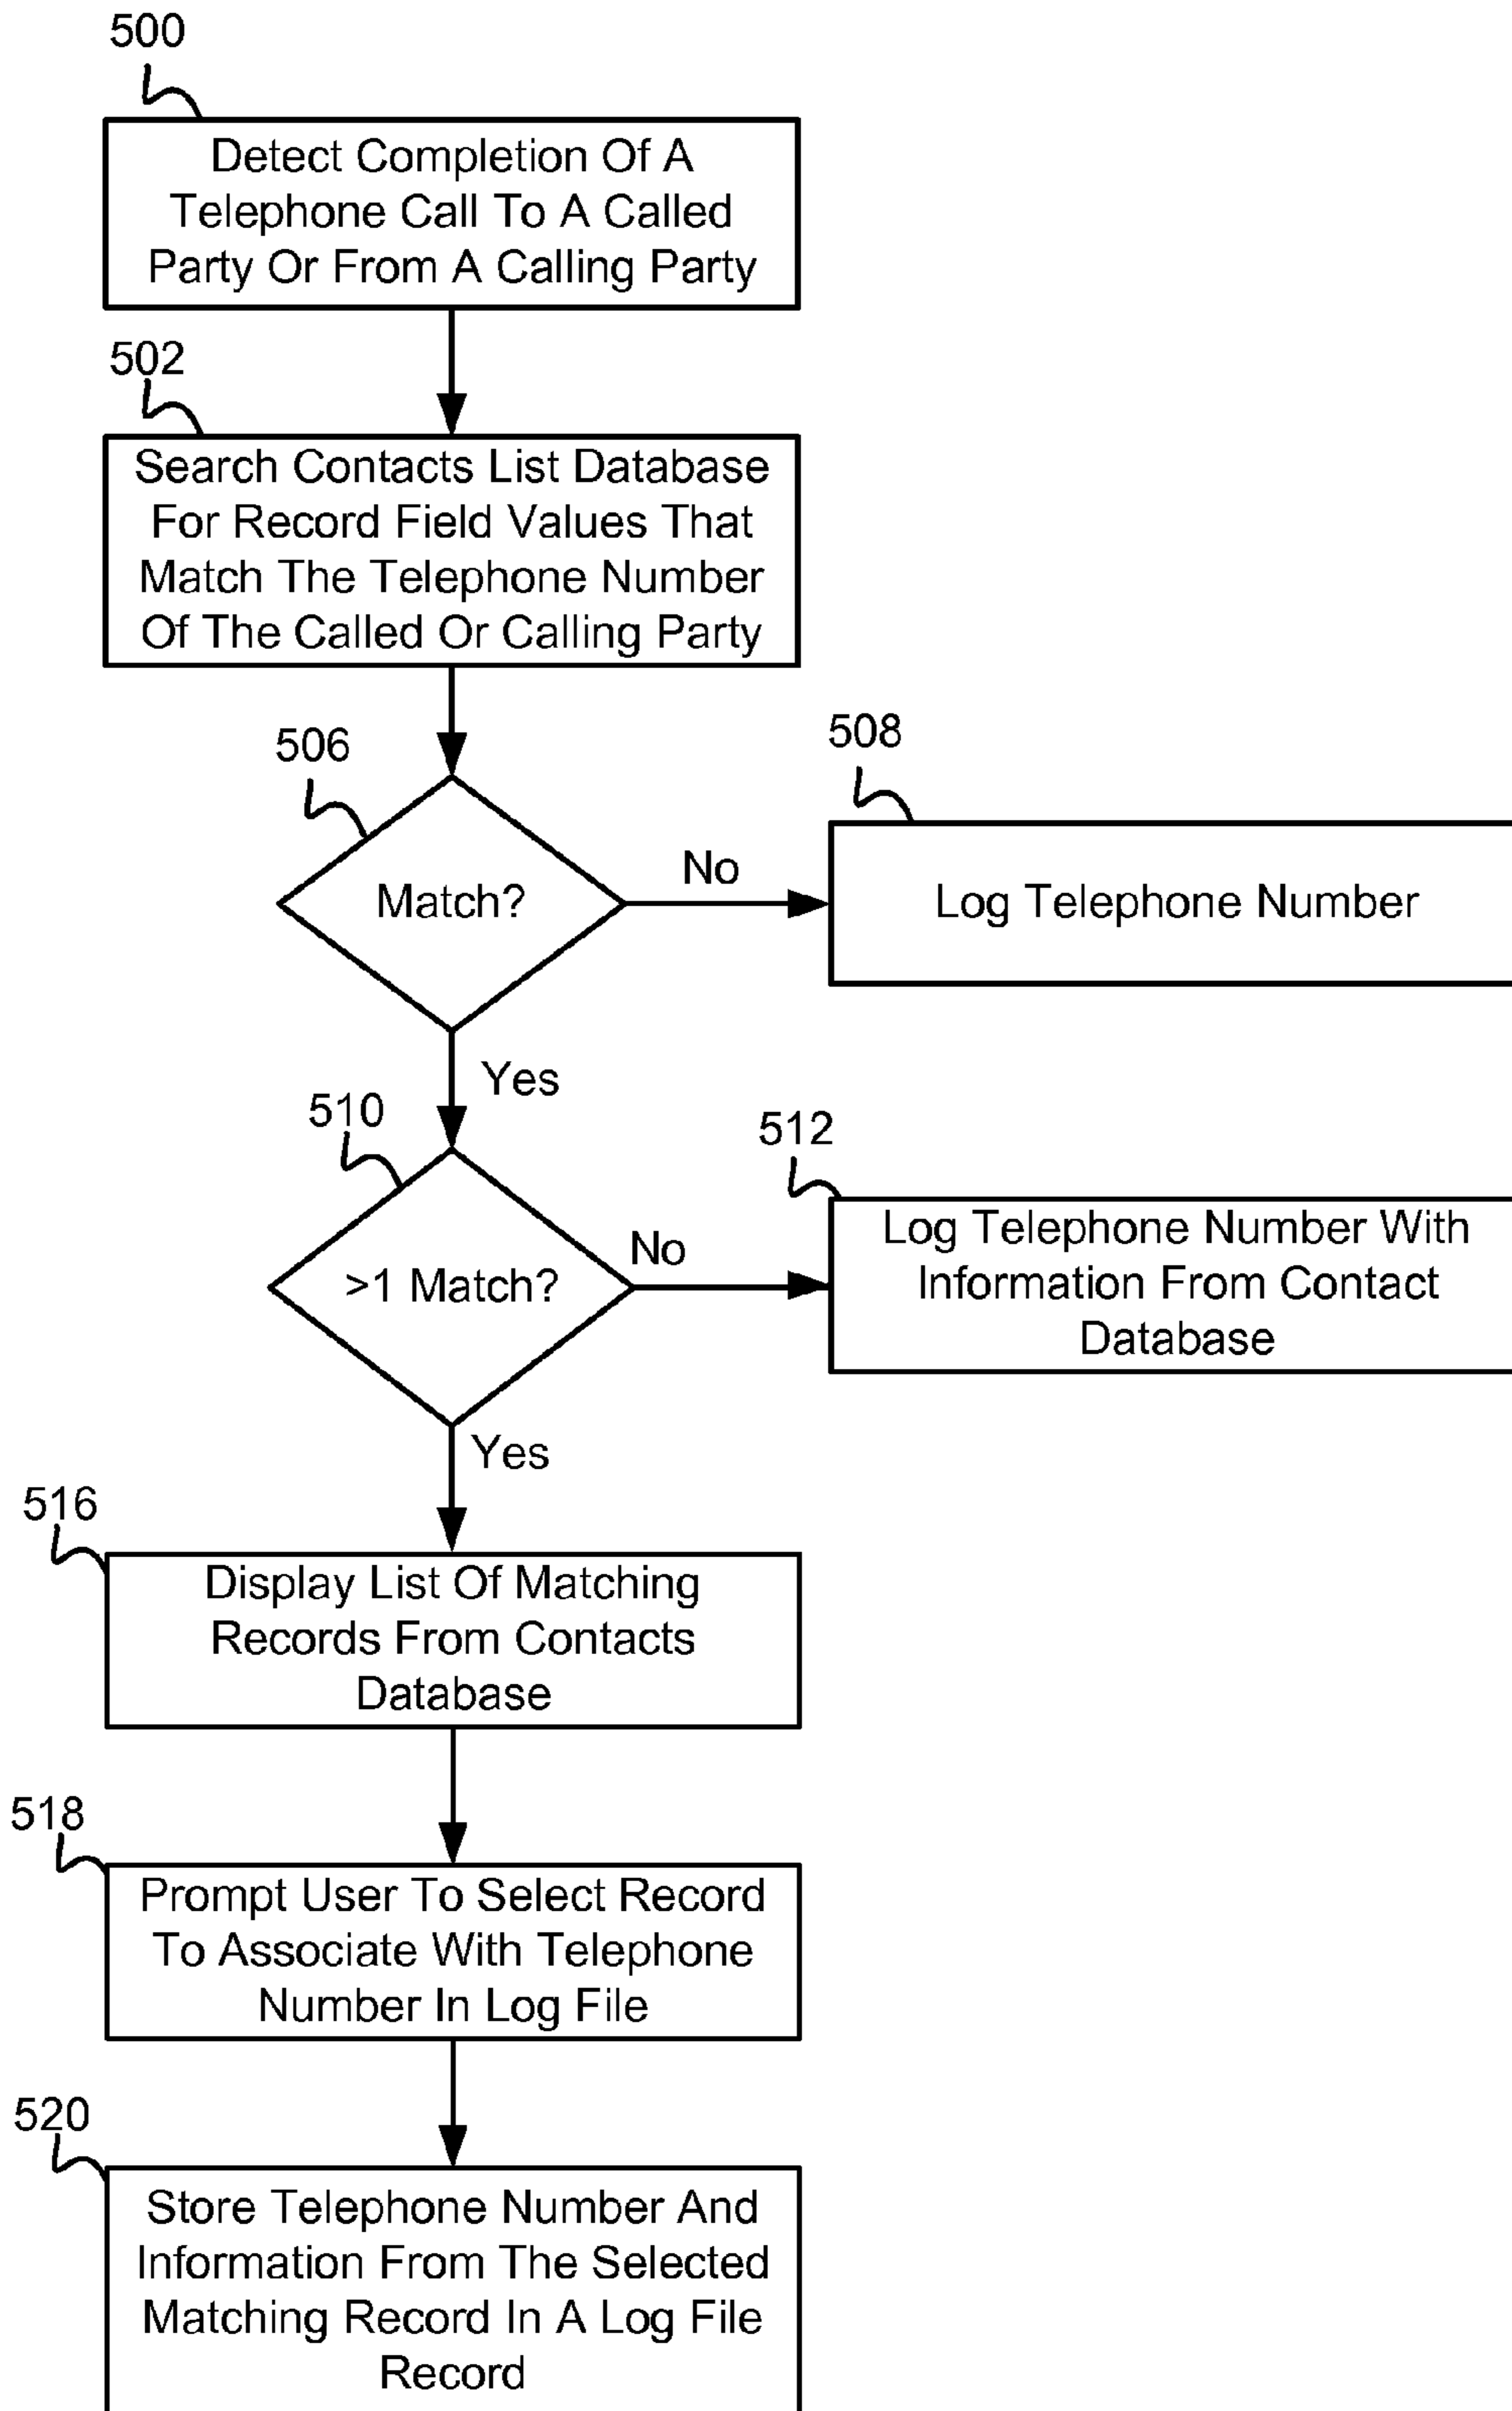 500
Detect Completion Of A
Telephone Call To A Called
Party Or From A Calling Party
502
Search Contacts List Database
For Record Field Values That
Match The Telephone Number
Of The Called Or Calling Party
506
Match?
No
508
Log Telephone Number
Yes
510
>1 Match?
No
512
Log Telephone Number With
Information From Contact
Database
Yes
516
Display List Of Matching
Records From Contacts
Database
518
Prompt User To Select Record
To Associate With Telephone
Number In Log File
520
Store Telephone Number And
Information From The Selected
Matching Record In A Log File
Record